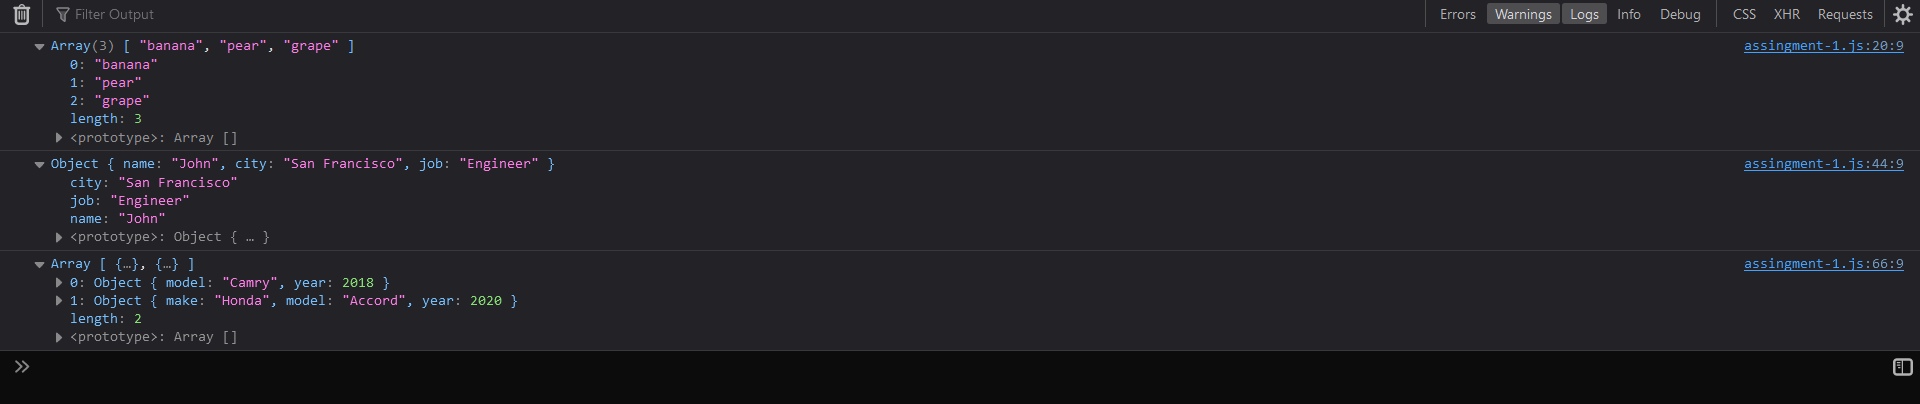 Filter Output Errors Warnings Logs Info Debug CSS XHR Requests
Array(3) [ "banana", "pear", "grape" ] assingment-1.js:20:9
0: "banana"
1: "pear"
2: "grape"
length: 3
<prototype>: Array []
Object { name: "John", city: "San Francisco", job: "Engineer" } assingment-1.js:44:9
city: "San Francisco"
job: "Engineer"
name: "John"
<prototype>: Object { … }
Array [ {…}, {…} ] assingment-1.js:66:9
0: Object { model: "Camry", year: 2018 }
1: Object { make: "Honda", model: "Accord", year: 2020 }
length: 2
<prototype>: Array []